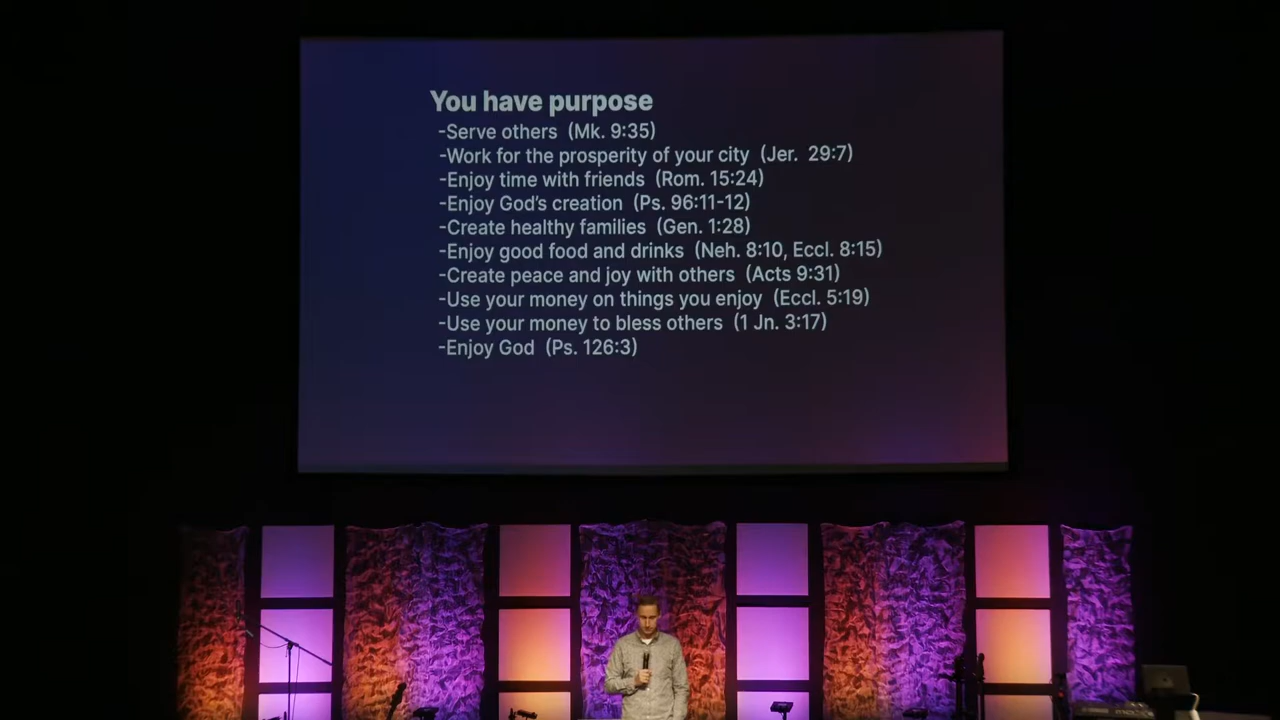 You have purpose
-Serve others (Mk. 9:35)
-Work for the prosperity of your city (Jer. 29:7)
-Enjoy time with friends (Rom. 15:24)
-Enjoy God's creation (Ps. 96:11-12)
-Create healthy families (Gen. 1:28)
-Enjoy good food and drinks (Neh. 8:10, Eccl. 8:15)
-Create peace and joy with others (Acts 9:31)
-Use your money on things you enjoy (Eccl. 5:19)
-Use your money to bless others (1 Jn. 3:17)
-Enjoy God (Ps. 126:3)